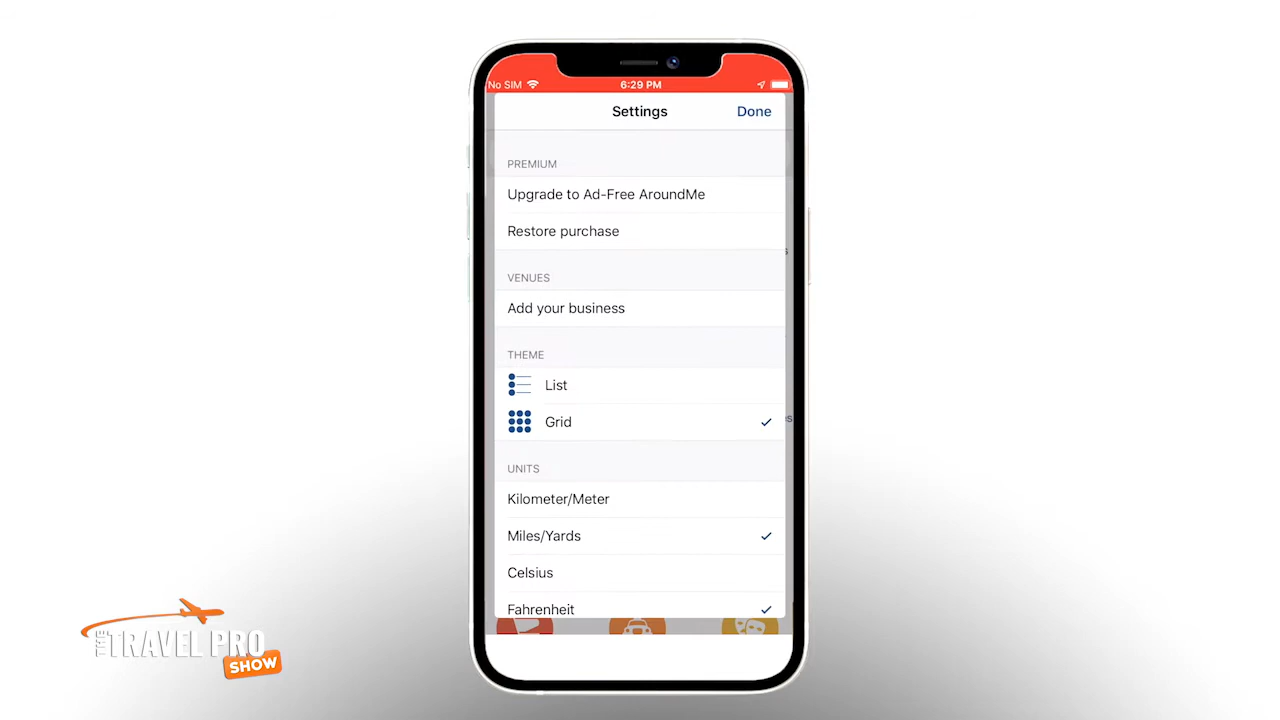 No SIM 6:29 PM
Settings Done
PREMIUM
Upgrade to Ad-Free AroundMe
Restore purchase
VENUES
Add your business
THEME
List
Grid
UNITS
Kilometer/Meter
Miles/Yards
Celsius
Fahrenheit
THE TRAVEL PRO
SHOW